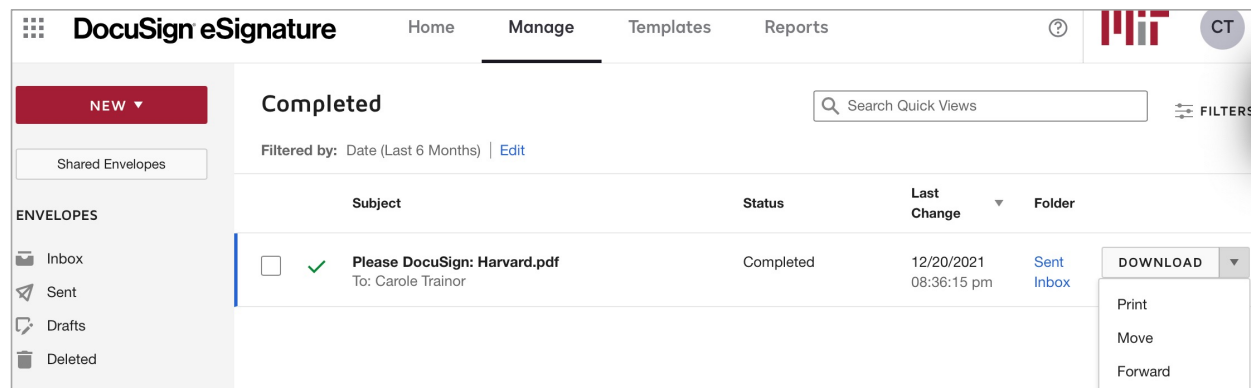 DocuSign eSignature Home Manage Templates Reports MIT CT
NEW
Shared Envelopes
ENVELOPES
Inbox
Sent
Drafts
Deleted
Completed
Search Quick Views
FILTERS
Filtered by: Date (Last 6 Months) | Edit
Subject Status Last Change Folder
Please DocuSign: Harvard.pdf Completed 12/20/2021 Sent DOWNLOAD
To: Carole Trainor 08:36:15 pm Inbox
Print
Move
Forward